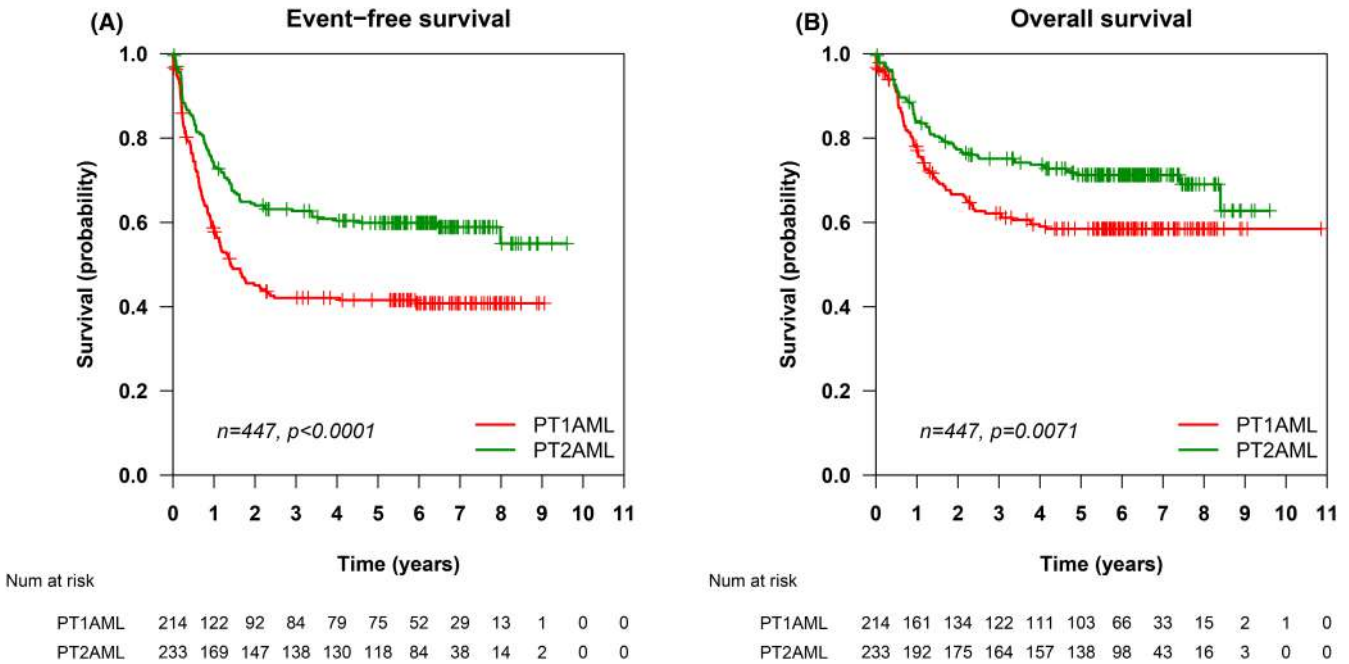 (A)
Event−free survival
Survival (probability)
1.0
0.8
0.6
0.4
0.2
0.0
n=447, p<0.0001
PT1AML
PT2AML
0 1 2 3 4 5 6 7 8 9 10 11
Time (years)
Num at risk
PT1AML 214 122 92 84 79 75 52 29 13 1 0 0
PT2AML 233 169 147 138 130 118 84 38 14 2 0 0
(B)
Overall survival
Survival (probability)
1.0
0.8
0.6
0.4
0.2
0.0
n=447, p=0.0071
PT1AML
PT2AML
0 1 2 3 4 5 6 7 8 9 10 11
Time (years)
Num at risk
PT1AML 214 161 134 122 111 103 66 33 15 2 1 0
PT2AML 233 192 175 164 157 138 98 43 16 3 0 0